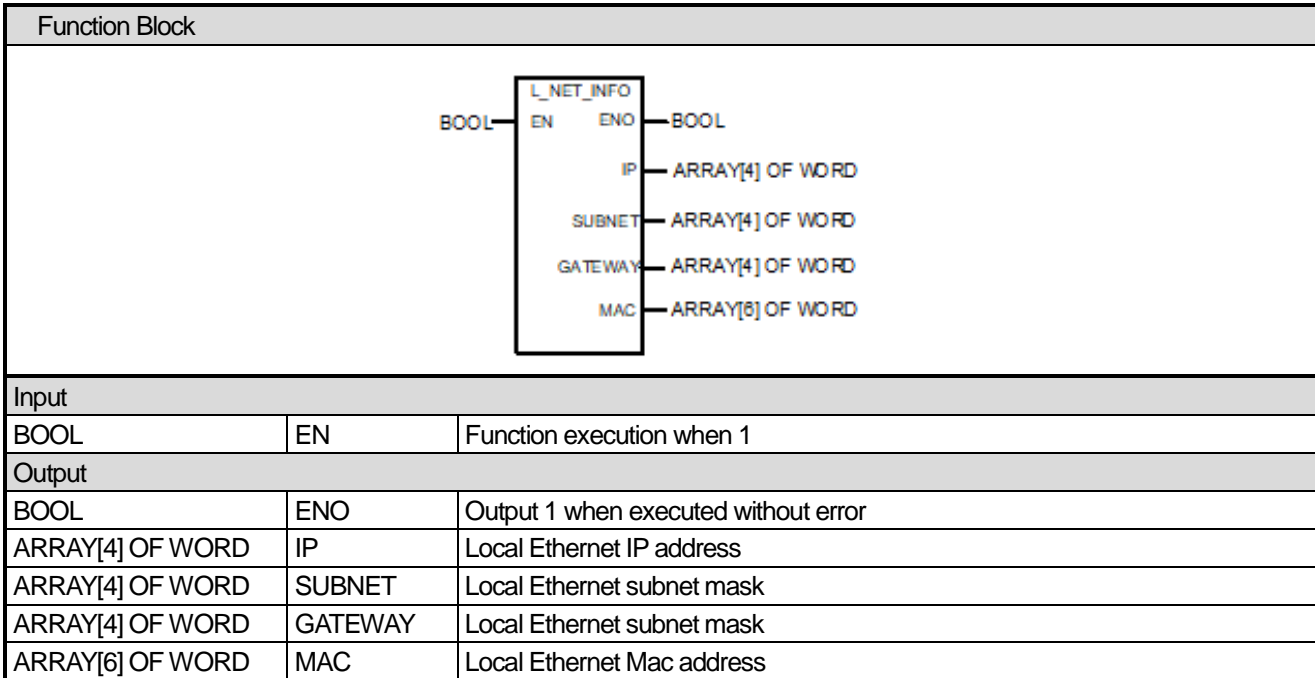 Function Block
L_NET_INFO
BOOL EN ENO BOOL
IP ARRAY[4] OF WORD
SUBNET ARRAY[4] OF WORD
GATEWAY ARRAY[4] OF WORD
MAC ARRAY[6] OF WORD
Input
BOOL EN Function execution when 1
Output
BOOL ENO Output 1 when executed without error
ARRAY[4] OF WORD IP Local Ethernet IP address
ARRAY[4] OF WORD SUBNET Local Ethernet subnet mask
ARRAY[4] OF WORD GATEWAY Local Ethernet subnet mask
ARRAY[6] OF WORD MAC Local Ethernet Mac address